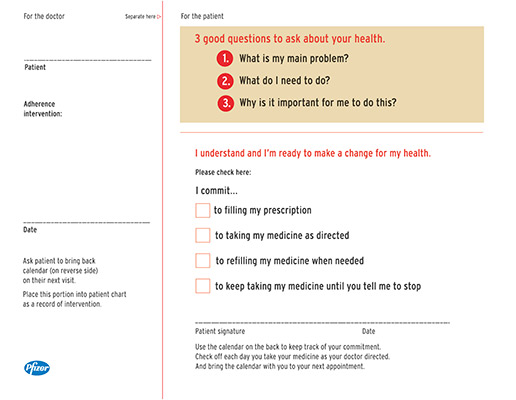 For the doctor
Separate here ▷
Patient
Adherence
intervention:
Date
Ask patient to bring back
calendar (on reverse side)
on their next visit.
Place this portion into patient chart
as a record of intervention.
Pfizer
For the patient
3 good questions to ask about your health.
1. What is my main problem?
2. What do I need to do?
3. Why is it important for me to do this?
I understand and I'm ready to make a change for my health.
Please check here:
I commit...
to filling my prescription
to taking my medicine as directed
to refilling my medicine when needed
to keep taking my medicine until you tell me to stop
Patient signature Date
Use the calendar on the back to keep track of your commitment.
Check off each day you take your medicine as your doctor directed.
And bring the calendar with you to your next appointment.